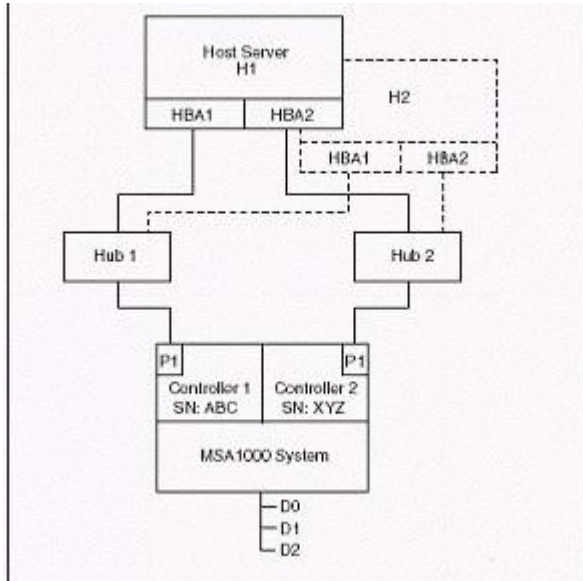 Host Server
H1
HBA1
HBA2
H2
HBA1
HBA2
Hub 1
Hub 2
P1
P1
Controller 1
SN: ABC
Controller 2
SN: XYZ
MSA1000 System
D0
D1
D2